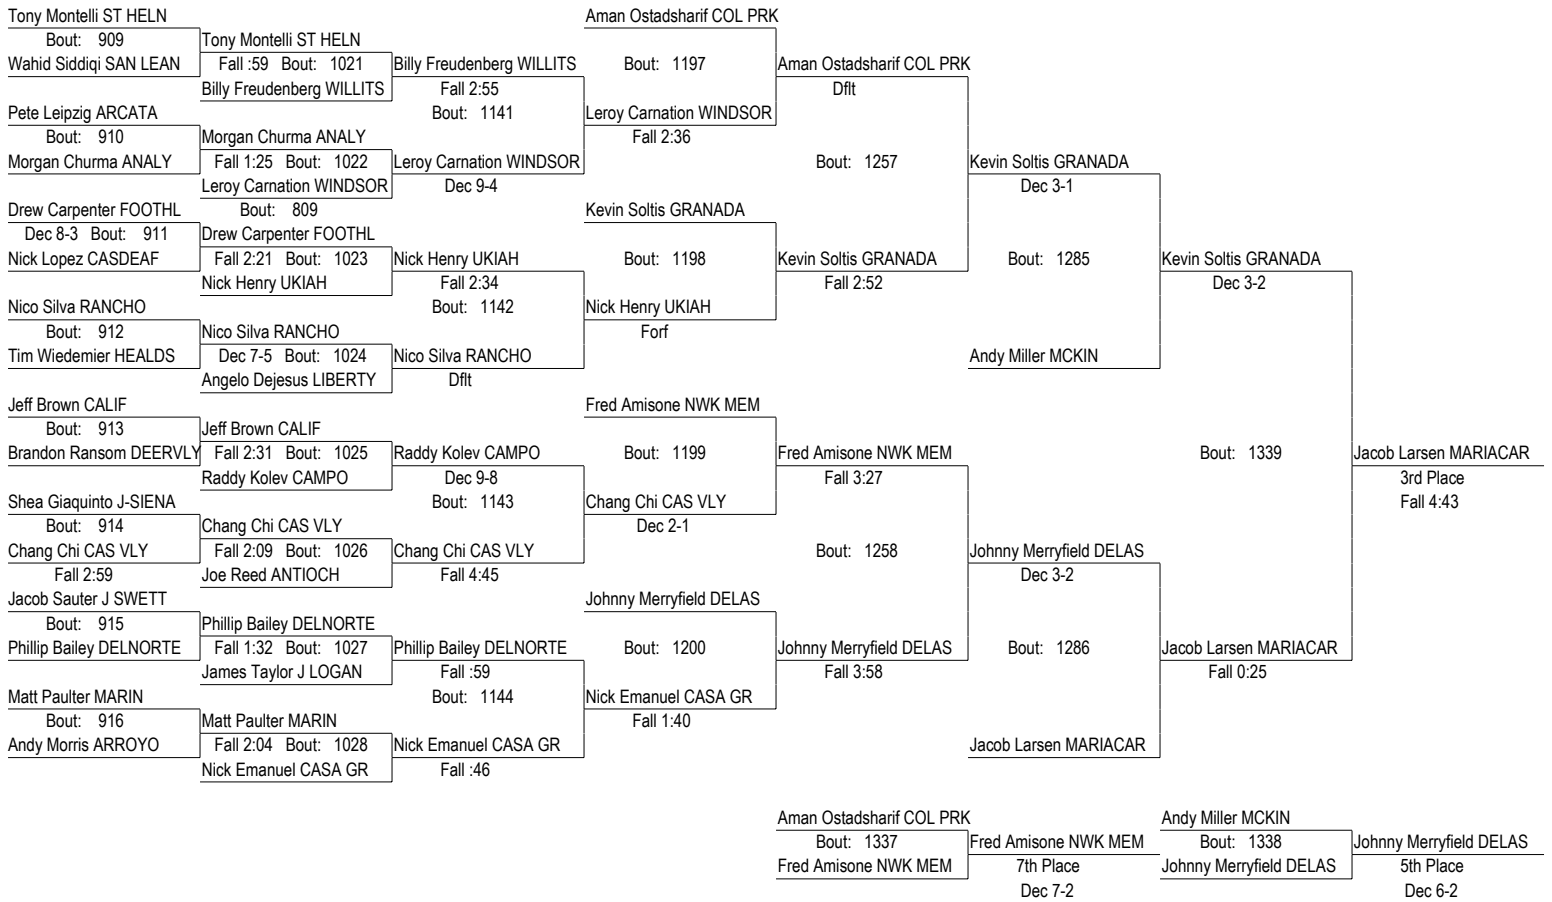 Tony Montelli ST HELN Aman Ostadsharif COL PRK
Bout: 909 Tony Montelli ST HELN
Wahid Siddiqi SAN LEAN Fall :59 Bout: 1021 Billy Freudenberg WILLITS Bout: 1197 Aman Ostadsharif COL PRK
Billy Freudenberg WILLITS Fall 2:55 Dflt
Pete Leipzig ARCATA Bout: 1141 Leroy Carnation WINDSOR
Bout: 910 Morgan Churma ANALY Fall 2:36
Morgan Churma ANALY Fall 1:25 Bout: 1022 Leroy Carnation WINDSOR Bout: 1257 Kevin Soltis GRANADA
Leroy Carnation WINDSOR Dec 9-4 Dec 3-1
Drew Carpenter FOOTHL Bout: 809 Kevin Soltis GRANADA
Dec 8-3 Bout: 911 Drew Carpenter FOOTHL
Nick Lopez CASDEAF Fall 2:21 Bout: 1023 Nick Henry UKIAH Bout: 1198 Kevin Soltis GRANADA Bout: 1285 Kevin Soltis GRANADA
Nick Henry UKIAH Fall 2:34 Fall 2:52 Dec 3-2
Nico Silva RANCHO Bout: 1142 Nick Henry UKIAH
Bout: 912 Nico Silva RANCHO Forf
Tim Wiedemier HEALDS Dec 7-5 Bout: 1024 Nico Silva RANCHO Andy Miller MCKIN
Angelo Dejesus LIBERTY Dflt
Jeff Brown CALIF Fred Amisone NWK MEM
Bout: 913 Jeff Brown CALIF
Brandon Ransom DEERVLY Fall 2:31 Bout: 1025 Raddy Kolev CAMPO Bout: 1199 Fred Amisone NWK MEM Bout: 1339 Jacob Larsen MARIACAR
Raddy Kolev CAMPO Dec 9-8 Fall 3:27 3rd Place
Shea Giaquinto J-SIENA Bout: 1143 Chang Chi CAS VLY Fall 4:43
Bout: 914 Chang Chi CAS VLY Dec 2-1
Chang Chi CAS VLY Fall 2:09 Bout: 1026 Chang Chi CAS VLY Bout: 1258 Johnny Merryfield DELAS
Fall 2:59 Joe Reed ANTIOCH Fall 4:45 Dec 3-2
Jacob Sauter J SWETT Johnny Merryfield DELAS
Bout: 915 Phillip Bailey DELNORTE
Phillip Bailey DELNORTE Fall 1:32 Bout: 1027 Phillip Bailey DELNORTE Bout: 1200 Johnny Merryfield DELAS Bout: 1286 Jacob Larsen MARIACAR
James Taylor J LOGAN Fall :59 Fall 3:58 Fall 0:25
Matt Paulter MARIN Bout: 1144 Nick Emanuel CASA GR
Bout: 916 Matt Paulter MARIN Fall 1:40
Andy Morris ARROYO Fall 2:04 Bout: 1028 Nick Emanuel CASA GR Jacob Larsen MARIACAR
Nick Emanuel CASA GR Fall :46
Aman Ostadsharif COL PRK Andy Miller MCKIN
Bout: 1337 Fred Amisone NWK MEM Bout: 1338 Johnny Merryfield DELAS
Fred Amisone NWK MEM 7th Place Johnny Merryfield DELAS 5th Place
Dec 7-2 Dec 6-2